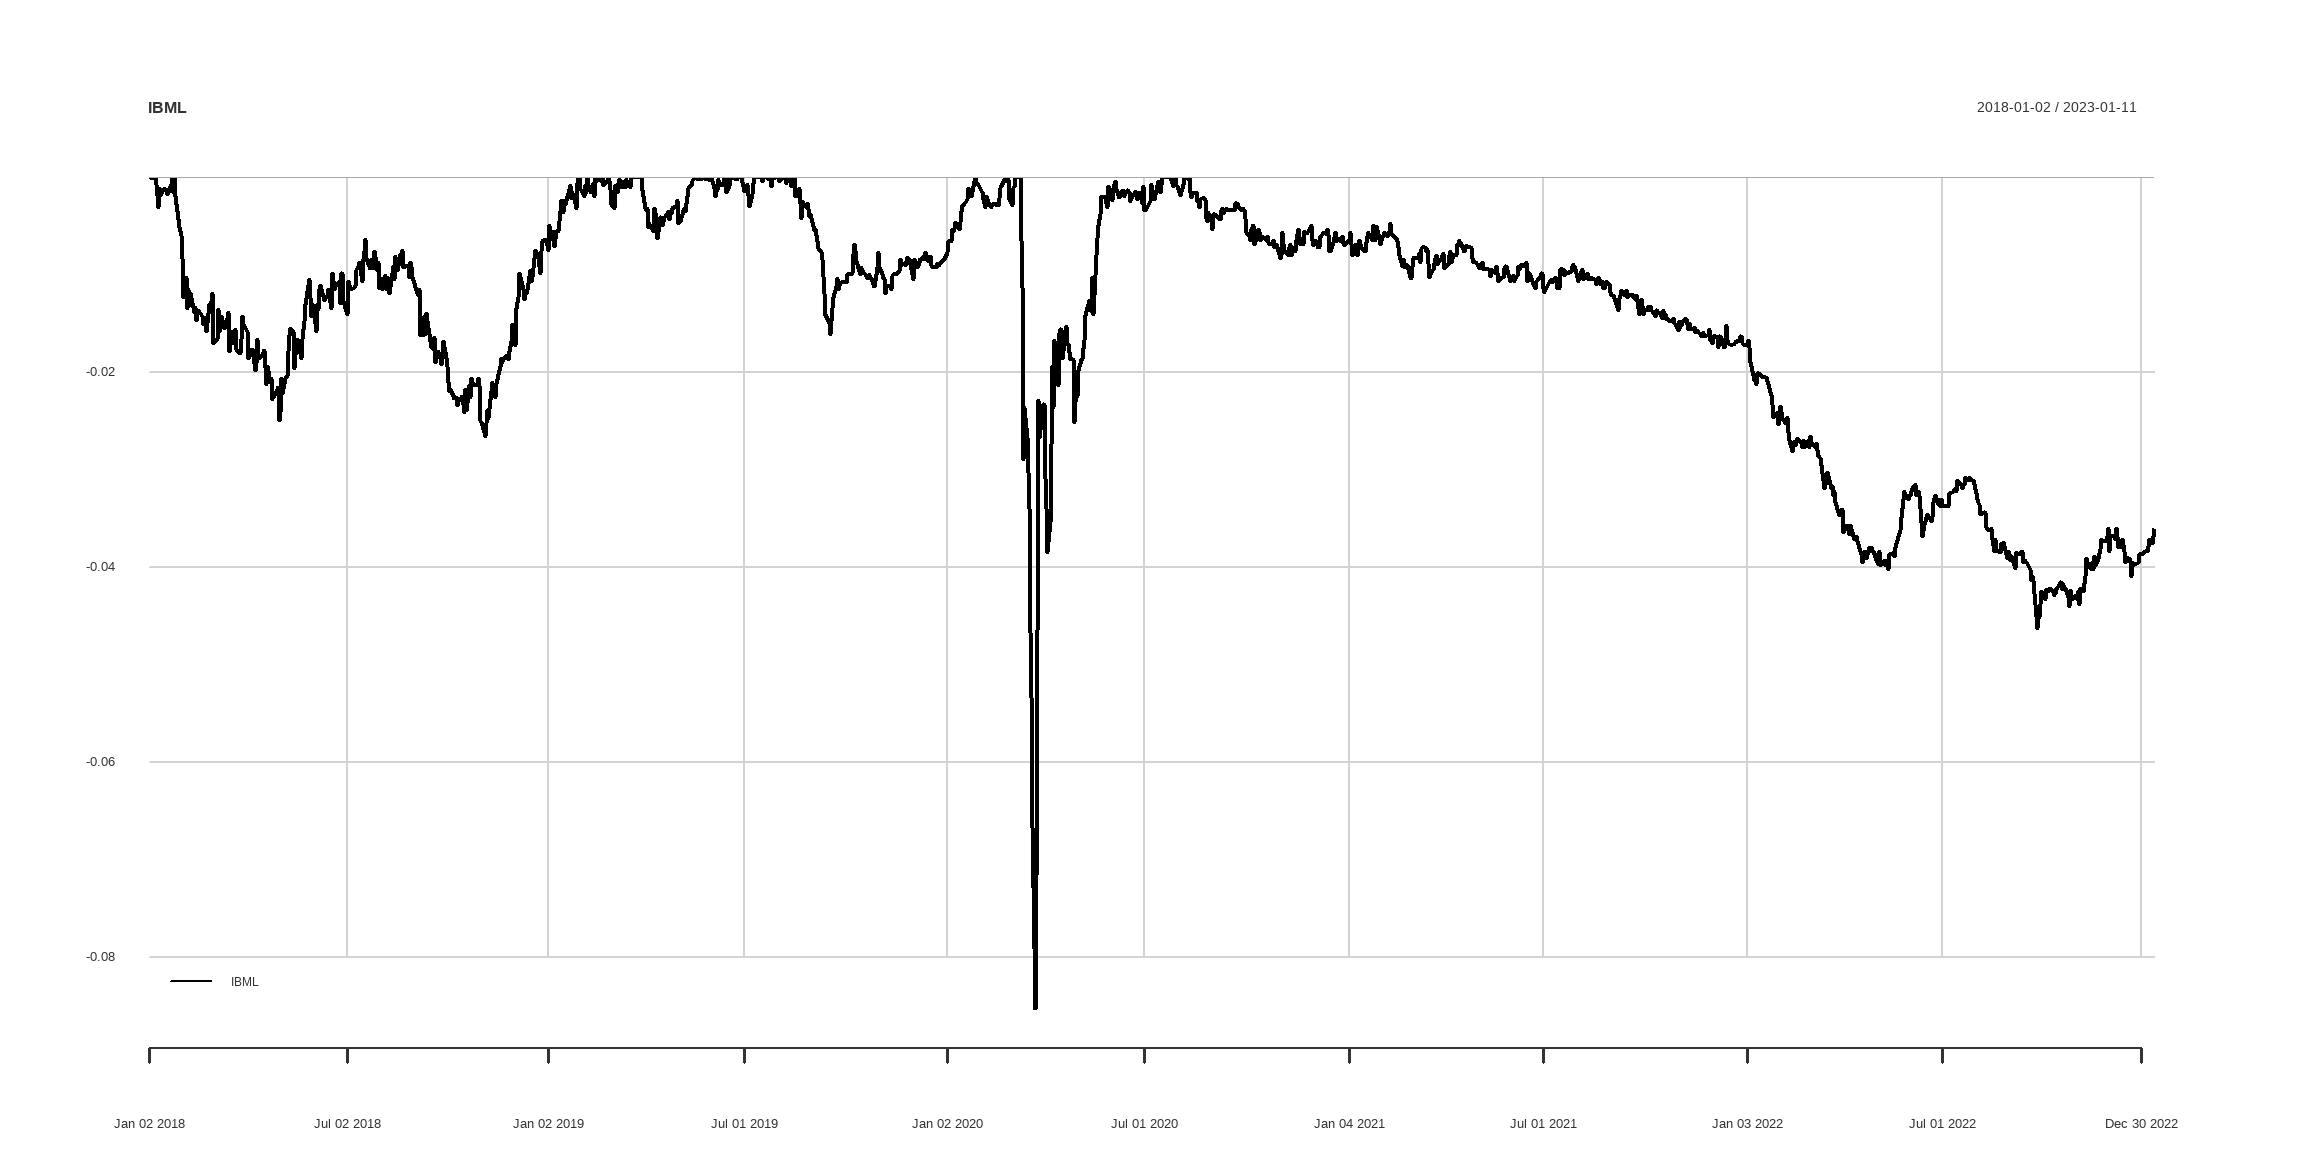 IBML
2018-01-02 / 2023-01-11
-0.02
-0.04
-0.06
-0.08
IBML
Jan 02 2018
Jul 02 2018
Jan 02 2019
Jul 01 2019
Jan 02 2020
Jul 01 2020
Jan 04 2021
Jul 01 2021
Jan 03 2022
Jul 01 2022
Dec 30 2022